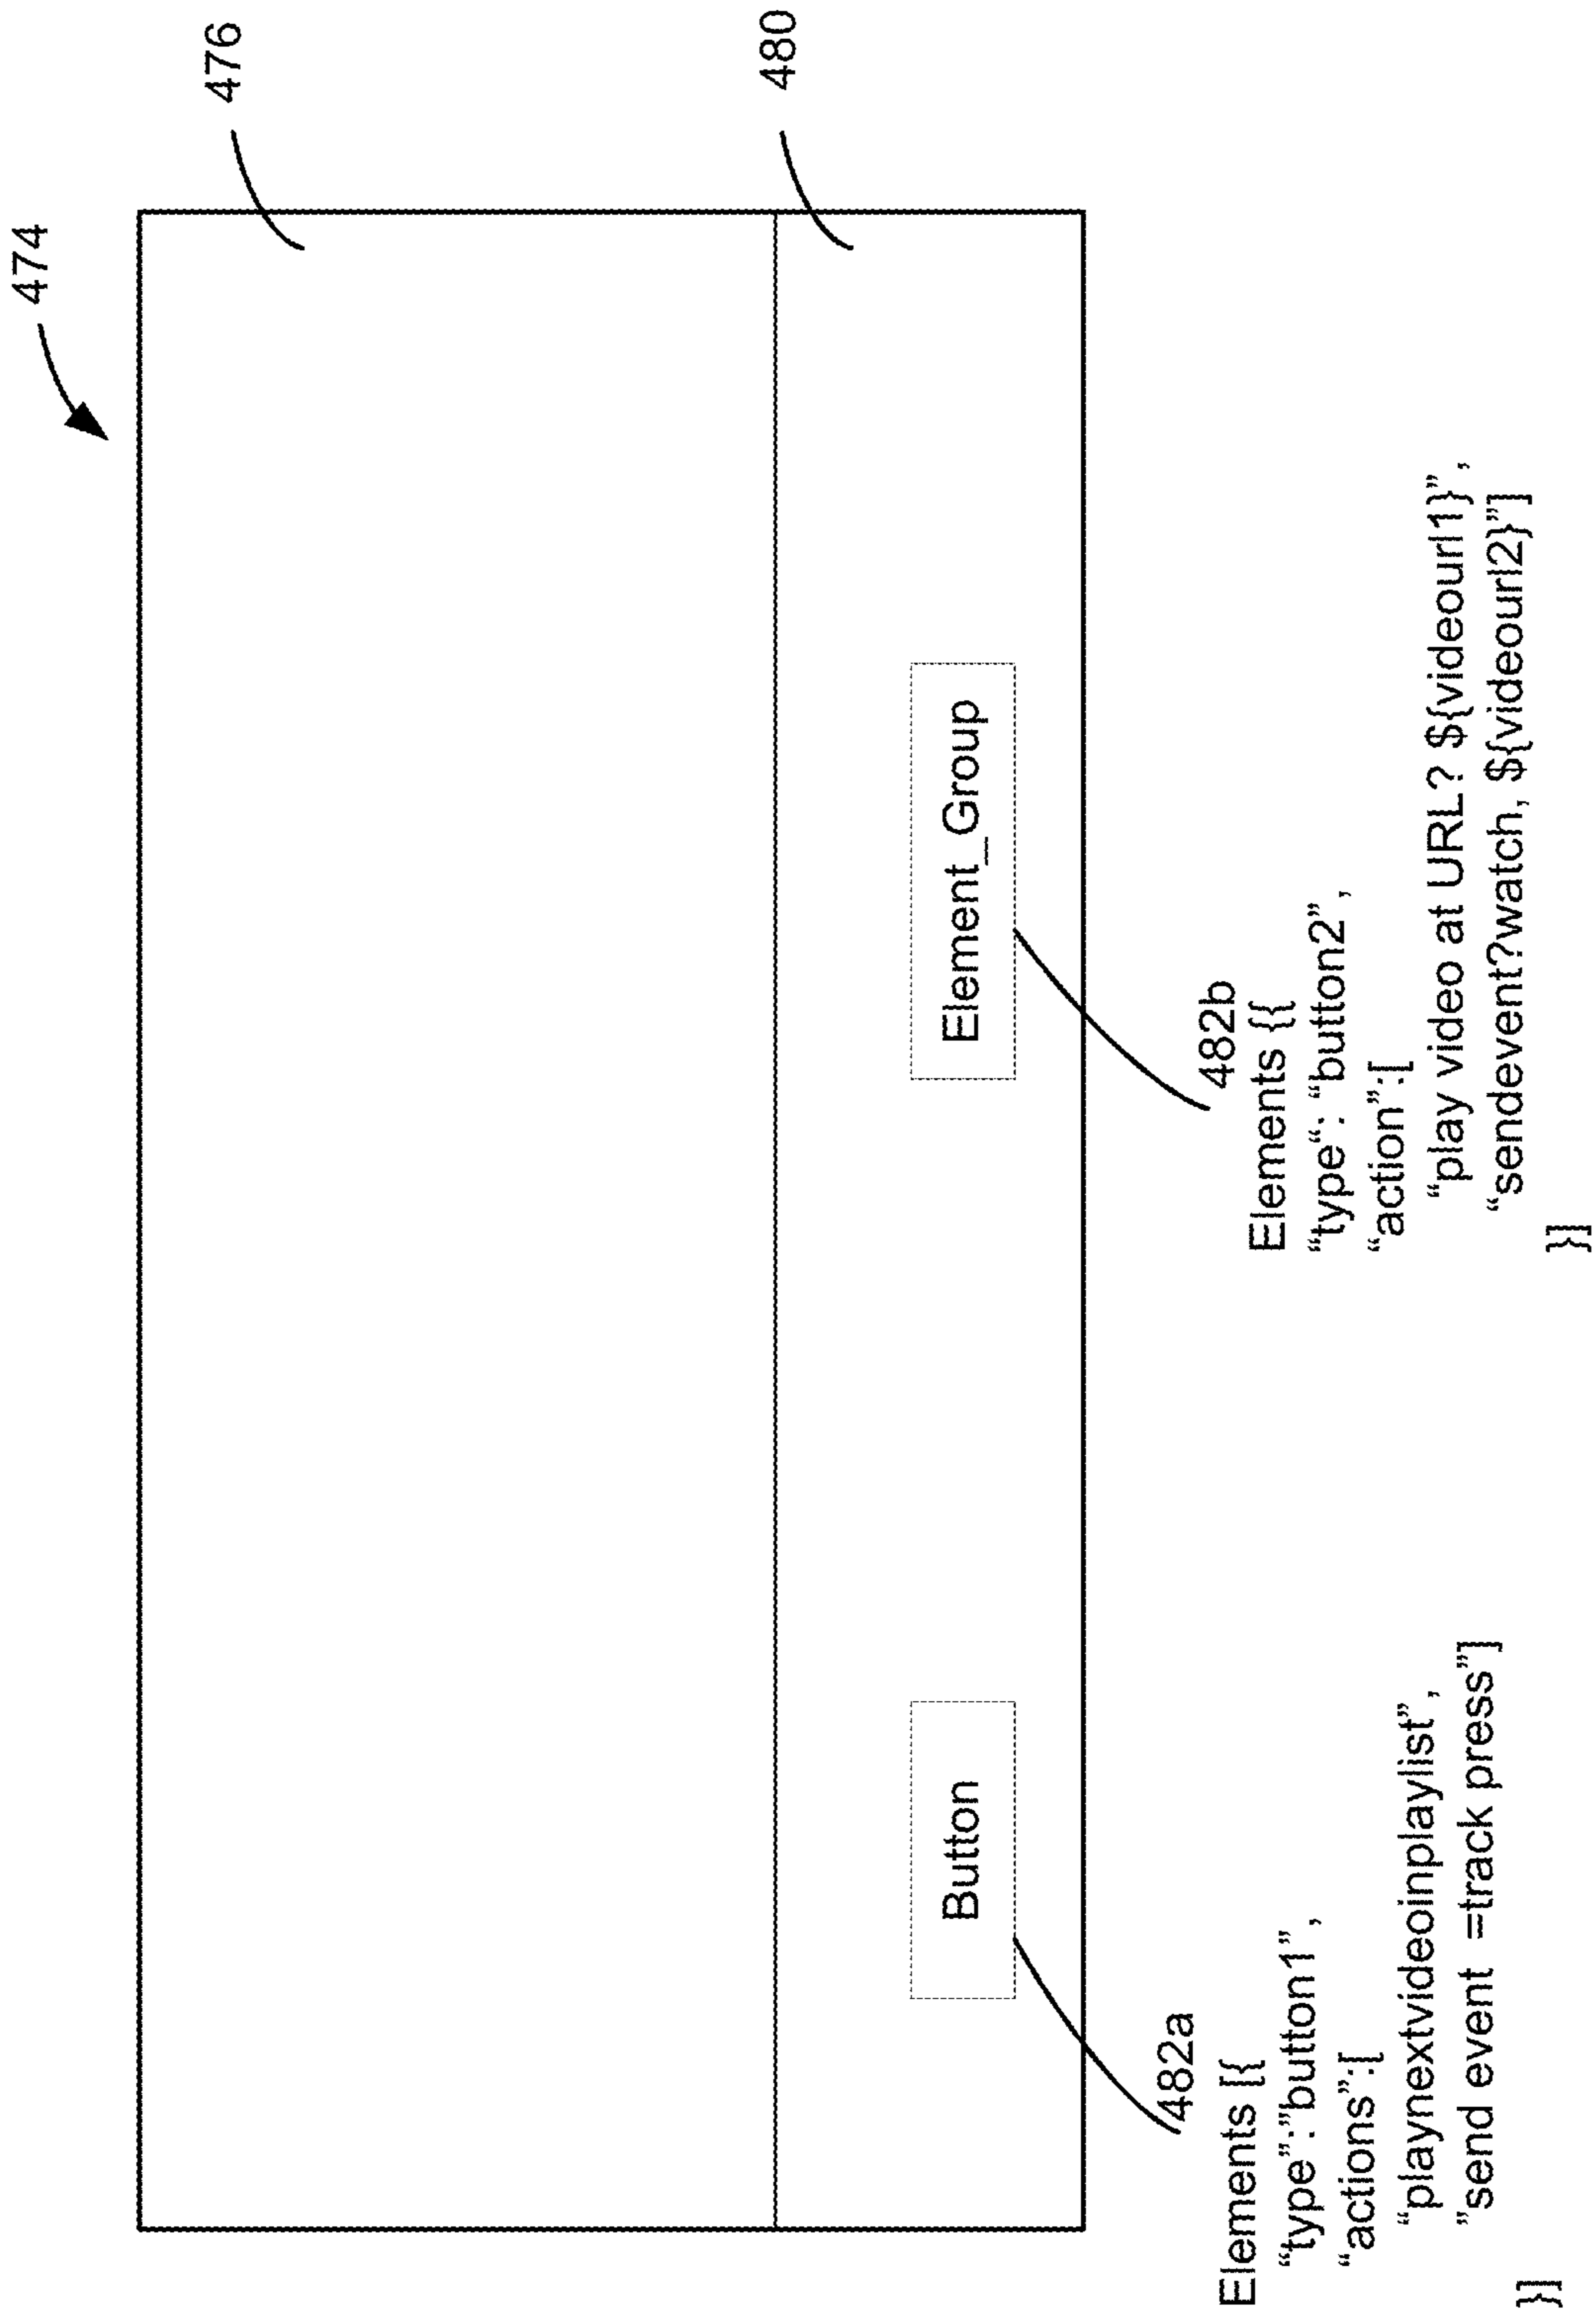 474
476
480
Button
Element_Group
482a
Elements [{
“type”:”button1” ,
“actions”:[
“playnextvideoinplaylist” ,
”send event =track press”]
}]
482b
Elements {{
“type“: “button2” ,
“action”:[
“play video at URL? ${videourl1}” ,
“sendevent?watch, ${videourl2}”]
}]